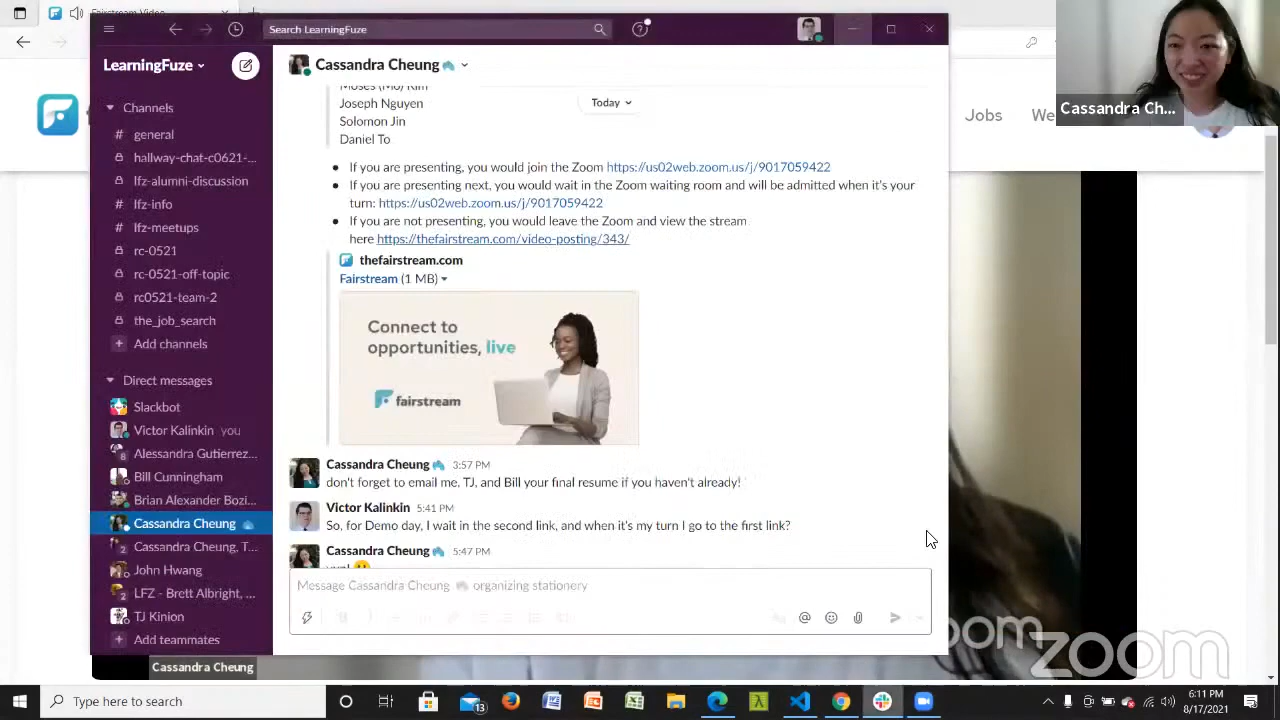 Search LearningFuze
Cassandra Ch...
LearningFuze
Cassandra Cheung
Jobs
We
Channels
# general
hallway-chat-c0621-...
lfz-alumni-discussion
lfz-info
lfz-meetups
rc-0521
rc-0521-off-topic
rc0521-team-2
the_job_search
Add channels
Direct messages
Slackbot
Victor Kalinkin you
Alessandra Gutierrez...
Bill Cunningham
Brian Alexander Bozi...
Cassandra Cheung
Cassandra Cheung, T...
John Hwang
LFZ - Brett Albright, ...
TJ Kinion
Add teammates
Moses (Mo) Kim
Joseph Nguyen
Today
Solomon Jin
Daniel To
If you are presenting, you would join the Zoom https://us02web.zoom.us/j/9017059422
If you are presenting next, you would wait in the Zoom waiting room and will be admitted when it's your
turn: https://us02web.zoom.us/j/9017059422
If you are not presenting, you would leave the Zoom and view the stream
here https://thefairstream.com/video-posting/343/
thefairstream.com
Fairstream (1 MB)
Connect to
opportunities, live
fairstream
Cassandra Cheung 3:57 PM
don't forget to email me, TJ, and Bill your final resume if you haven't already!
Victor Kalinkin 5:41 PM
So, for Demo day, I wait in the second link, and when it's my turn I go to the first link?
Cassandra Cheung 5:47 PM
Message Cassandra Cheung organizing stationery
zoom
Cassandra Cheung
Type here to search
13
6:11 PM
8/17/2021